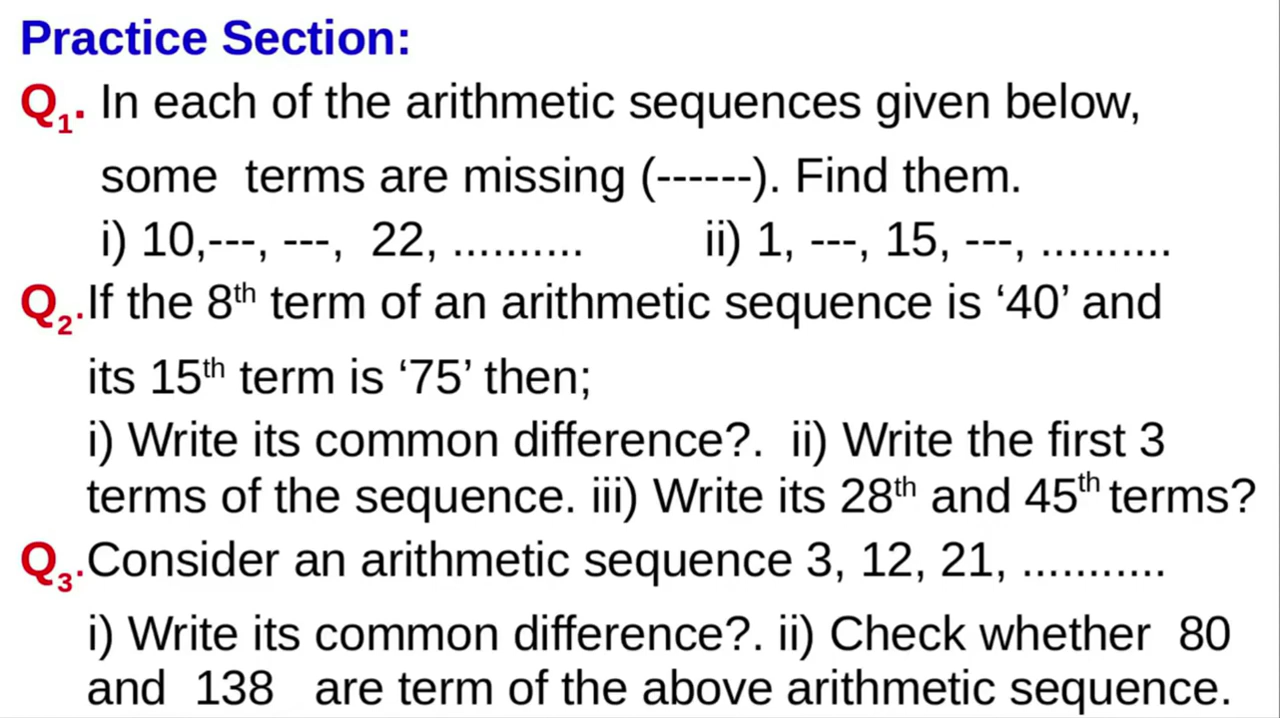 Practice Section:
Q₁. In each of the arithmetic sequences given below,
some terms are missing (------). Find them.
i) 10,---, ---, 22, .......... ii) 1, ---, 15, ---, ..........
Q₂.If the 8ᵗʰ term of an arithmetic sequence is ‘40’ and
its 15ᵗʰ term is ‘75’ then;
i) Write its common difference?. ii) Write the first 3
terms of the sequence. iii) Write its 28ᵗʰ and 45ᵗʰ terms?
Q₃.Consider an arithmetic sequence 3, 12, 21, ...........
i) Write its common difference?. ii) Check whether 80
and 138 are term of the above arithmetic sequence.